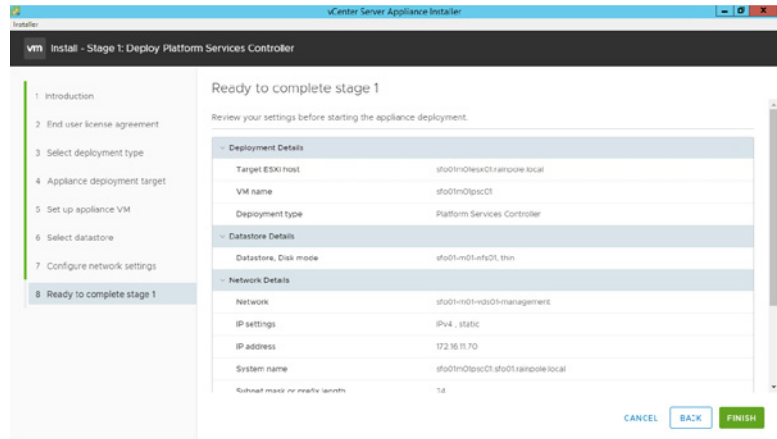 vCenter Server Appliance Installer
Installer
vm Install - Stage 1: Deploy Platform Services Controller
1 Introduction
2 End user license agreement
3 Select deployment type
4 Appliance deployment target
5 Set up appliance VM
6 Select datastore
7 Configure network settings
8 Ready to complete stage 1
Ready to complete stage 1
Review your settings before starting the appliance deployment.
Deployment Details
Target ESXi host sfo01m01esx01.rainpole.local
VM name sfo01m01psc01
Deployment type Platform Services Controller
Datastore Details
Datastore, Disk mode sfo01-m01-nfs01, thin
Network Details
Network sfo01-m01-vds01-management
IP settings IPv4 , static
IP address 172.16.11.70
System name sfo01m01psc01.sfo01.rainpole.local
Subnet mask or prefix length 24
CANCEL BACK FINISH